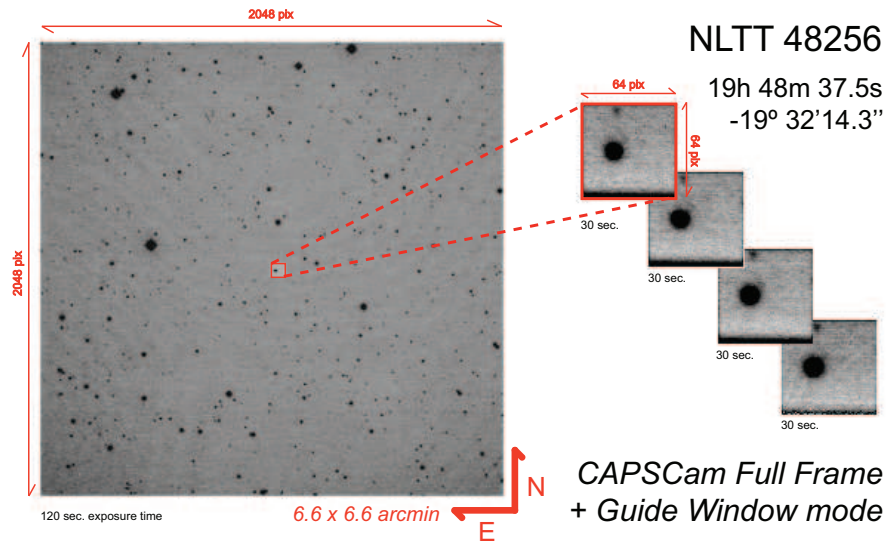 2048 pix
2048 pix
NLTT 48256
19h 48m 37.5s
-19º 32'14.3''
64 pix
64 pix
30 sec.
30 sec.
30 sec.
30 sec.
120 sec. exposure time
6.6 x 6.6 arcmin
N
E
CAPSCam Full Frame
+ Guide Window mode